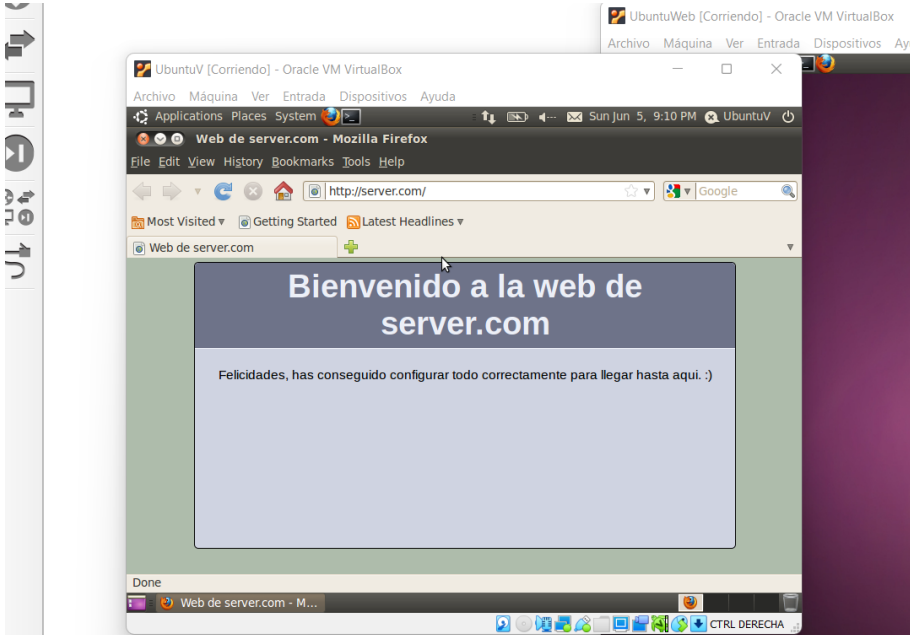 UbuntuWeb [Corriendo] - Oracle VM VirtualBox
Archivo Máquina Ver Entrada Dispositivos Ay
UbuntuV [Corriendo] - Oracle VM VirtualBox
Archivo Máquina Ver Entrada Dispositivos Ayuda
Applications Places System Sun Jun 5, 9:10 PM UbuntuV
Web de server.com - Mozilla Firefox
File Edit View History Bookmarks Tools Help
http://server.com/ Google
Most Visited Getting Started Latest Headlines
Web de server.com
Bienvenido a la web de
server.com
Felicidades, has conseguido configurar todo correctamente para llegar hasta aqui. :)
Done
Web de server.com - M...
CTRL DERECHA